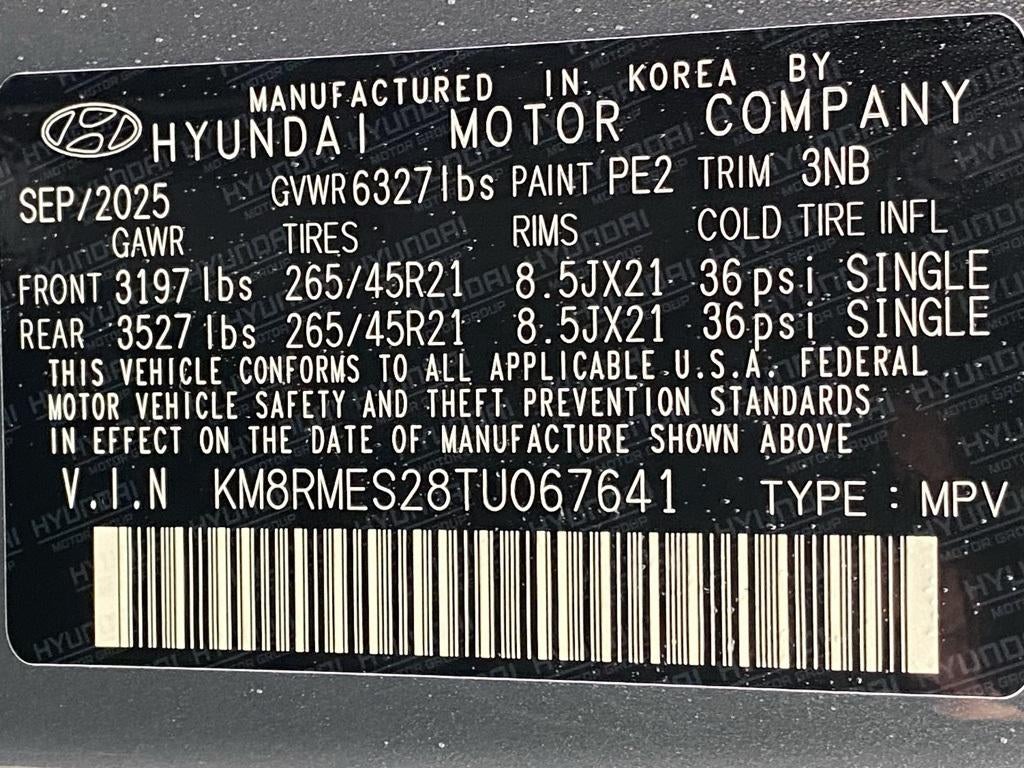 MANUFACTURED IN KOREA BY
HYUNDAI MOTOR COMPANY
SEP/2025 GVWR 6327lbs PAINT PE2 TRIM 3NB
GAWR TIRES RIMS COLD TIRE INFL
FRONT 3197lbs 265/45R21 8.5JX21 36psi SINGLE
REAR 3527lbs 265/45R21 8.5JX21 36psi SINGLE
THIS VEHICLE CONFORMS TO ALL APPLICABLE U.S.A. FEDERAL
MOTOR VEHICLE SAFETY AND THEFT PREVENTION STANDARDS
IN EFFECT ON THE DATE OF MANUFACTURE SHOWN ABOVE
V.I.N KM8RMES28TU067641 TYPE : MPV